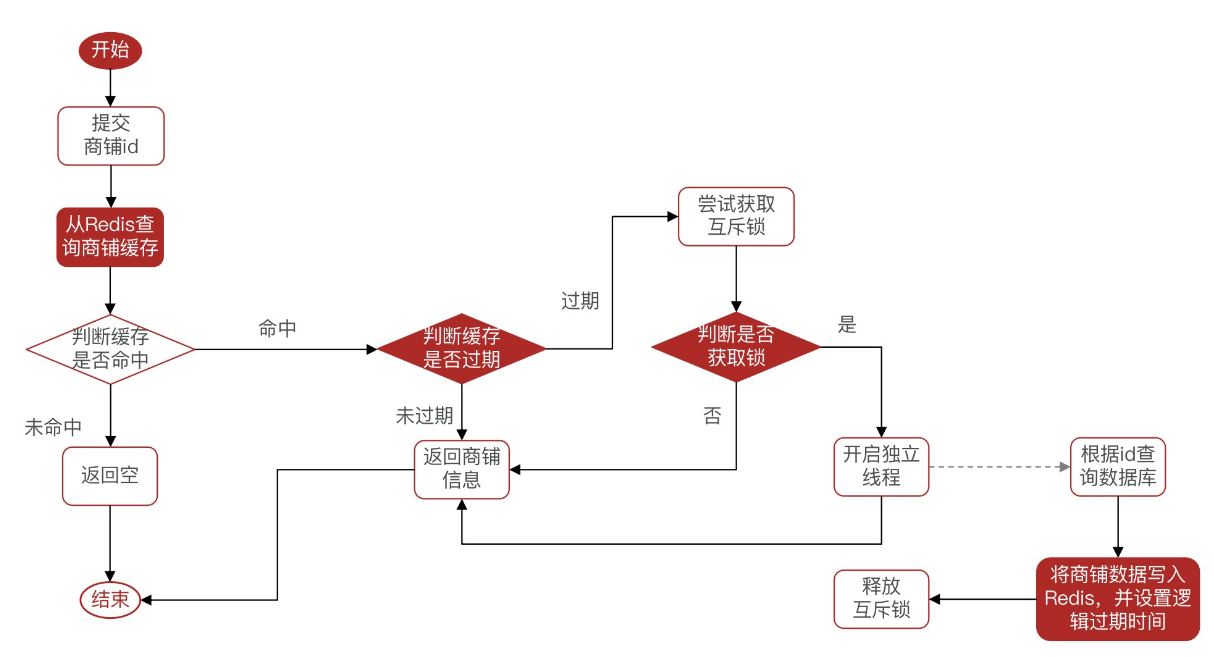 开始
提交
商铺id
从Redis查
询商铺缓存
判断缓存
是否命中
命中
未命中
返回空
结束
判断缓存
是否过期
过期
未过期
返回商铺
信息
尝试获取
互斥锁
判断是否
获取锁
是
否
开启独立
线程
根据id查
询数据库
将商铺数据写入
Redis，并设置逻
辑过期时间
释放
互斥锁